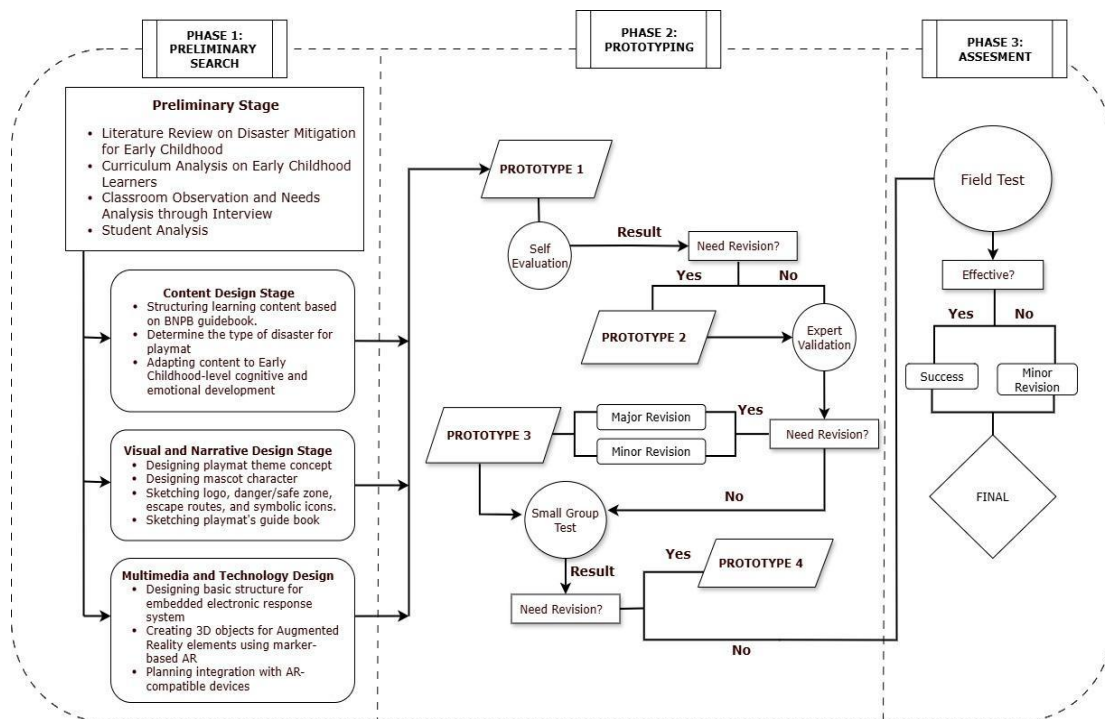 PHASE 1:
PRELIMINARY
SEARCH
Preliminary Stage
• Literature Review on Disaster Mitigation
for Early Childhood
• Curriculum Analysis on Early Childhood
Learners
• Classroom Observation and Needs
Analysis through Interview
• Student Analysis
Content Design Stage
• Structuring learning content based
on BNPB guidebook.
• Determine the type of disaster for
playmat
• Adapting content to Early
Childhood-level cognitive and
emotional development
Visual and Narrative Design Stage
• Designing playmat theme concept
• Designing mascot character
• Sketching logo, danger/safe zone,
escape routes, and symbolic icons.
• Sketching playmat's guide book
Multimedia and Technology Design
• Designing basic structure for
embedded electronic response
system
• Creating 3D objects for Augmented
Reality elements using marker-
based AR
• Planning integration with AR-
compatible devices
PHASE 2:
PROTOTYPING
PROTOTYPE 1
Self
Evaluation
Result
Need Revision?
Yes
No
PROTOTYPE 2
Expert
Validation
Need Revision?
Yes
Major Revision
Minor Revision
PROTOTYPE 3
No
Small Group
Test
Result
Need Revision?
Yes
PROTOTYPE 4
No
PHASE 3:
ASSESMENT
Field Test
Effective?
Yes
No
Success
Minor
Revision
FINAL